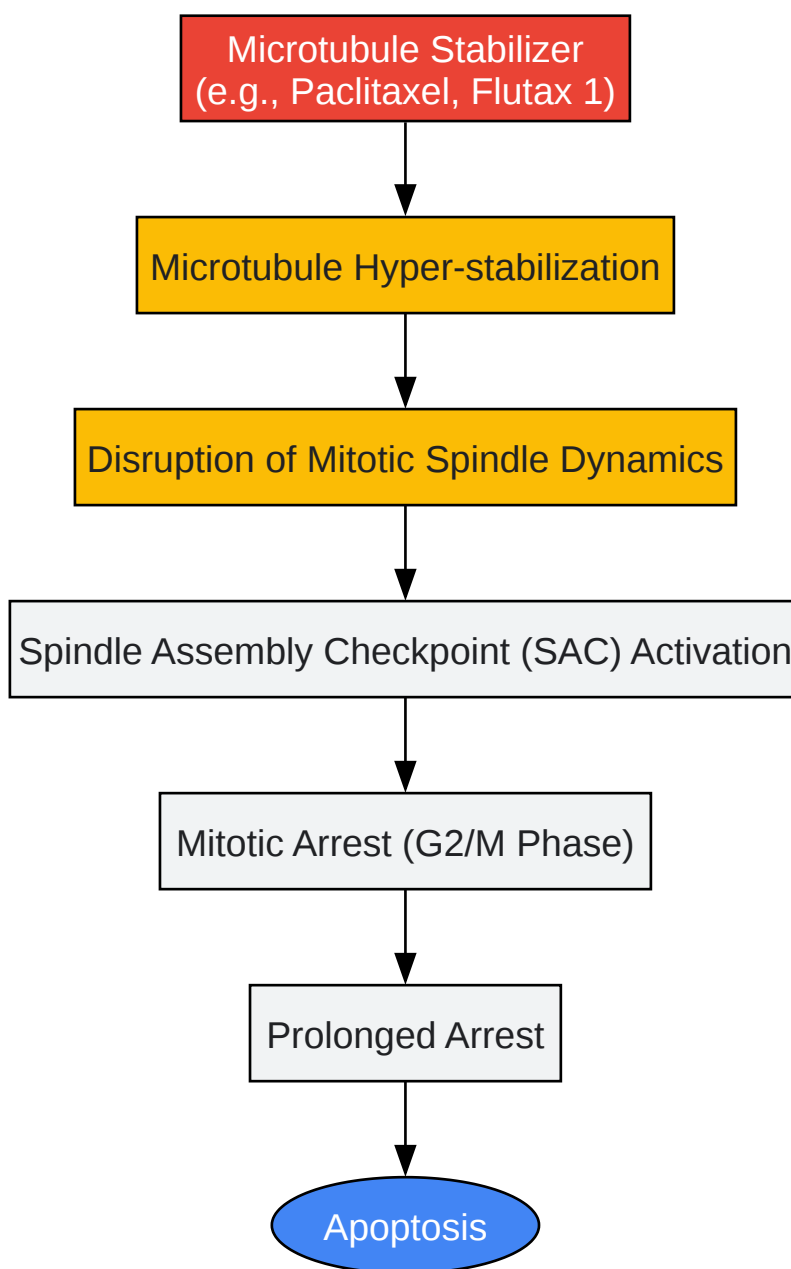 Microtubule Stabilizer
(e.g., Paclitaxel, Flutax 1)
Microtubule Hyper-stabilization
Disruption of Mitotic Spindle Dynamics
Spindle Assembly Checkpoint (SAC) Activation
Mitotic Arrest (G2/M Phase)
Prolonged Arrest
Apoptosis